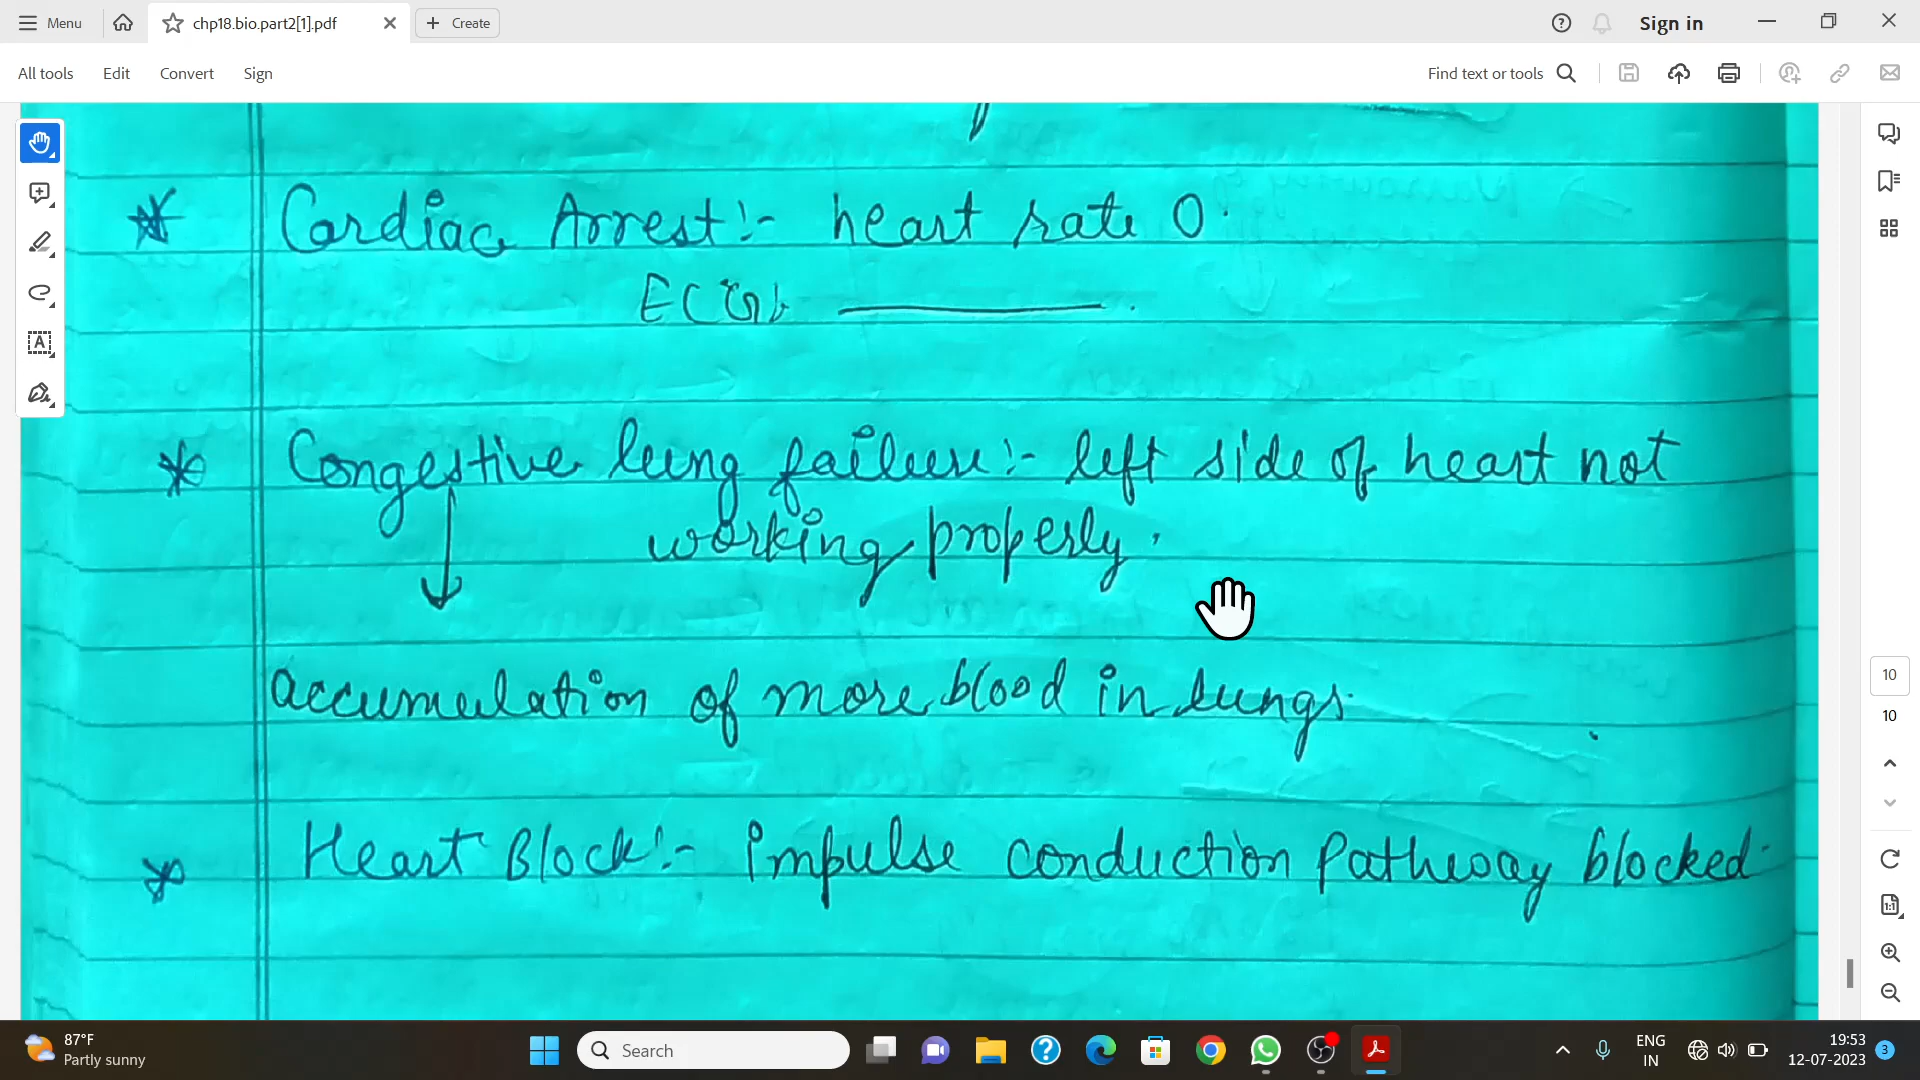 Menu
chp18.bio.part2[1].pdf
Create
Sign in
All tools Edit Convert Sign
Find text or tools
Cardiac Arrest:- heart rate 0.
ECG:
Congestive lung failure:- left side of heart not
working properly.
accumulation of more blood in lungs.
Heart Block:- impulse conduction pathway blocked.
10
10
87°F
Partly sunny
Search
ENG
IN
19:53
12-07-2023
3